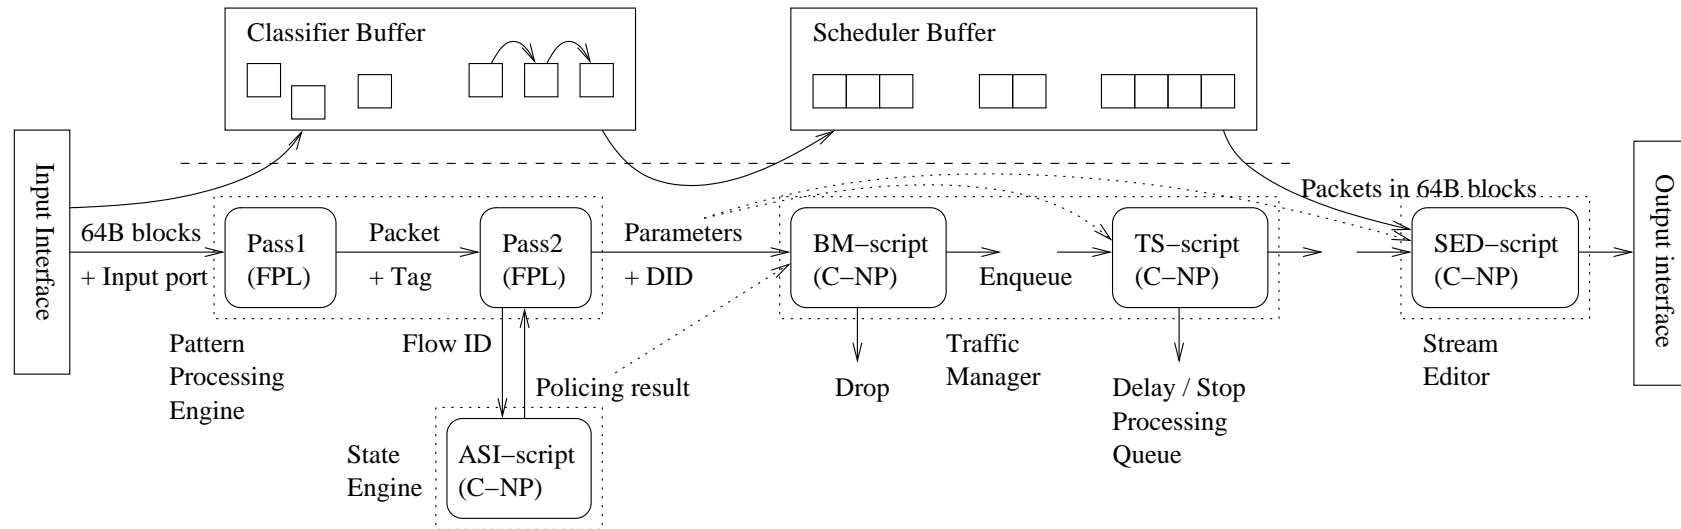 Classifier Buffer
Scheduler Buffer
Input Interface
Packets in 64B blocks
Output interface
64B blocks
+ Input port
Pass1
(FPL)
Packet
+ Tag
Pass2
(FPL)
Parameters
+ DID
BM−script
(C−NP)
Enqueue
TS−script
(C−NP)
SED−script
(C−NP)
Pattern
Processing
Engine
Flow ID
Policing result
Drop
Traffic
Manager
Delay / Stop
Processing
Queue
Stream
Editor
State
Engine
ASI−script
(C−NP)